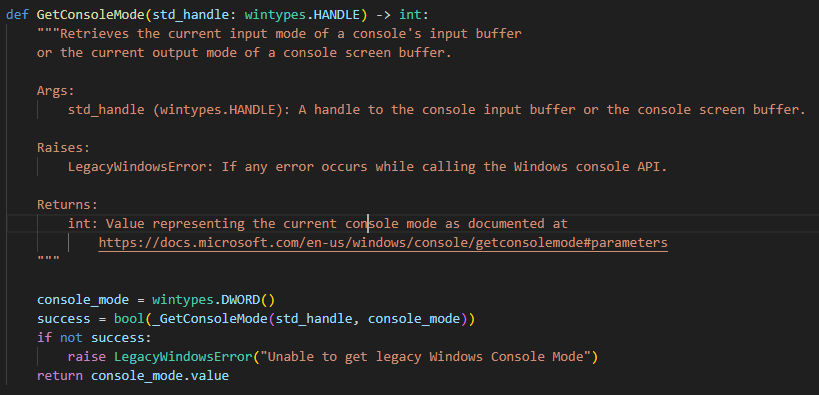 def GetConsoleMode(std_handle: wintypes.HANDLE) -> int:
    """Retrieves the current input mode of a console's input buffer
    or the current output mode of a console screen buffer.

    Args:
        std_handle (wintypes.HANDLE): A handle to the console input buffer or the console screen buffer.

    Raises:
        LegacyWindowsError: If any error occurs while calling the Windows console API.

    Returns:
        int: Value representing the current console mode as documented at
            https://docs.microsoft.com/en-us/windows/console/getconsolemode#parameters
    """

    console_mode = wintypes.DWORD()
    success = bool(_GetConsoleMode(std_handle, console_mode))
    if not success:
        raise LegacyWindowsError("Unable to get legacy Windows Console Mode")
    return console_mode.value